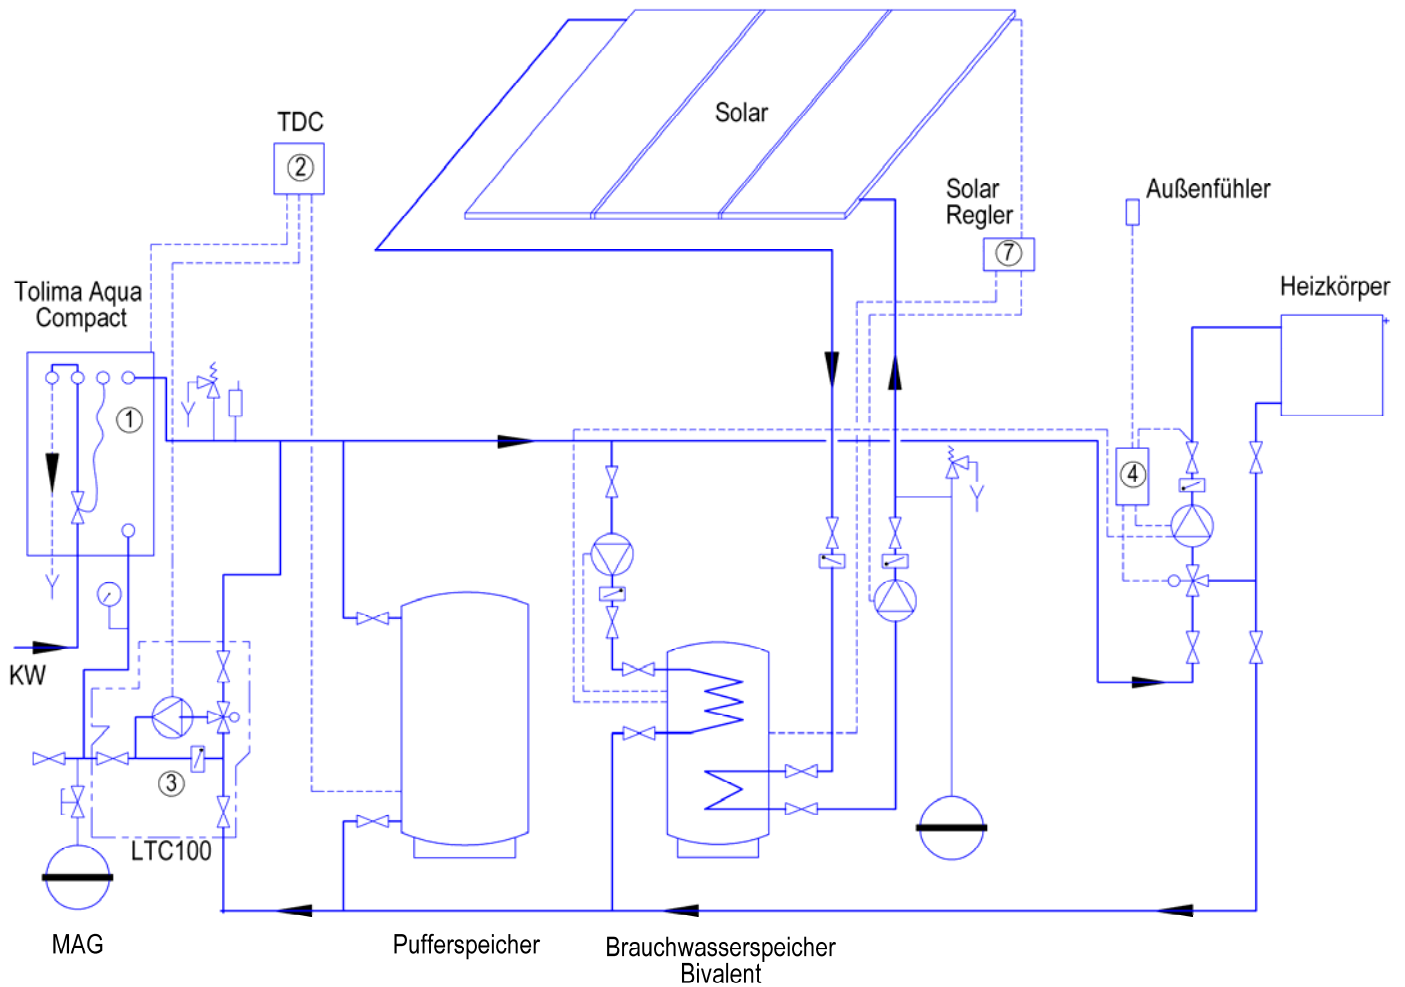 Solar
TDC
2
Solar
Regler
7
Außenfühler
Tolima Aqua
Compact
Heizkörper
1
4
KW
3
LTC100
MAG
Pufferspeicher
Brauchwasserspeicher
Bivalent